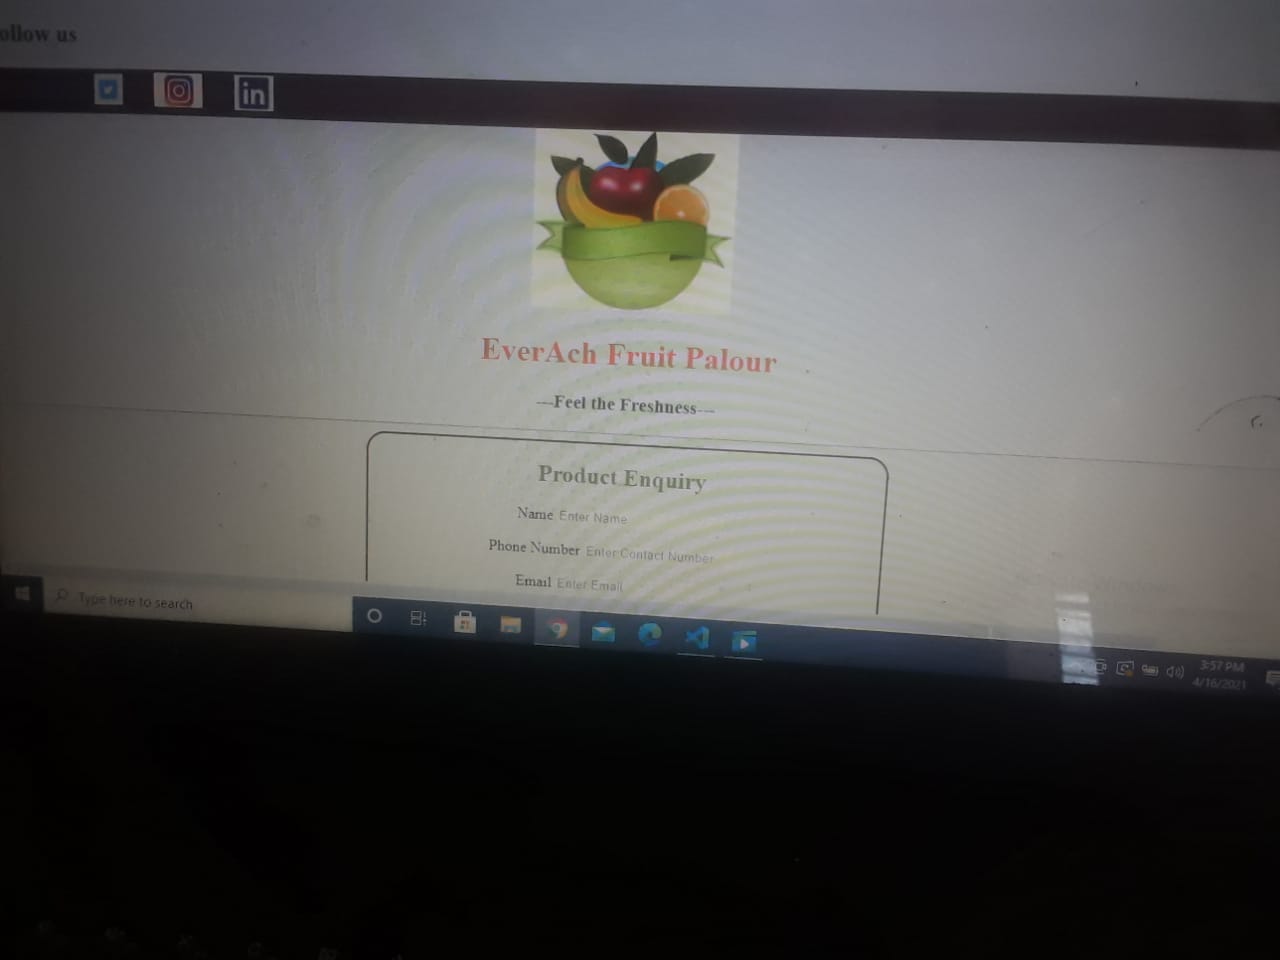 ollow us
in
EverAch Fruit Palour
---Feel the Freshness---
Product Enquiry
Name Enter Name
Phone Number Enter Contact Number
Email Enter Email
Type here to search
3:57 PM
4/16/2021